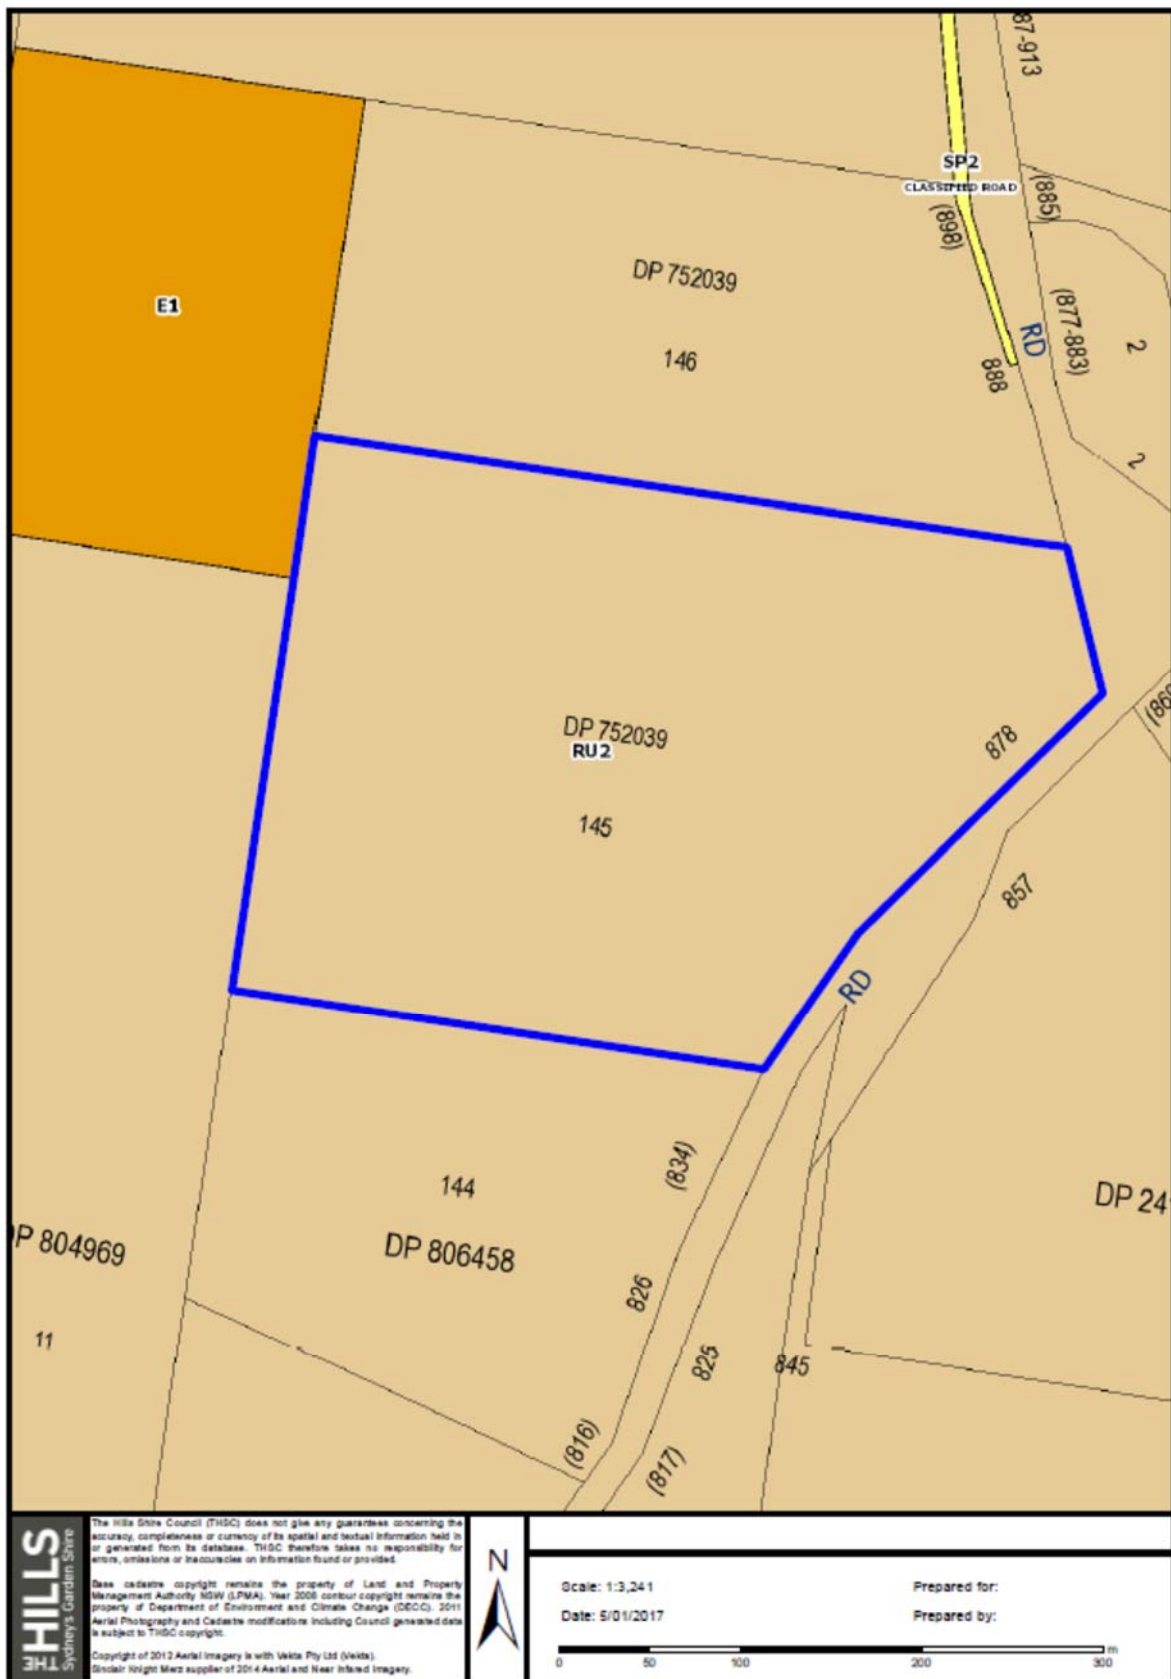 87-913
SP2
CLASSIFIED ROAD
(885)
(898)
DP 752039
E1
(877-883)
RD
2
146
888
2
DP 752039
RU2
878
(860
145
857
RD
(834)
144
DP 24
DP 804969
DP 806458
826
11
825
845
(816)
(817)
THE HILLS
Sydney's Garden Shire
The Hills Shire Council (THSC) does not give any guarantees concerning the
accuracy, completeness or currency of its spatial and textual information held in
or generated from its database. THSC therefore takes no responsibility for
errors, omissions or inaccuracies on information found or provided.
Base cadastre copyright remains the property of Land and Property
Management Authority NSW (LPMA). Year 2008 contour copyright remains the
property of Department of Environment and Climate Change (DECC). 2011
Aerial Photography and Cadastre modifications including Council generated data
is subject to THSC copyright.
Copyright of 2012 Aerial Imagery is with Vekta Pty Ltd (Vekta).
Sinclair Knight Merz supplier of 2014 Aerial and Near Infared Imagery.
N
Scale: 1:3,241
Prepared for:
Date: 5/01/2017
Prepared by:
0 50 100 200 300 m